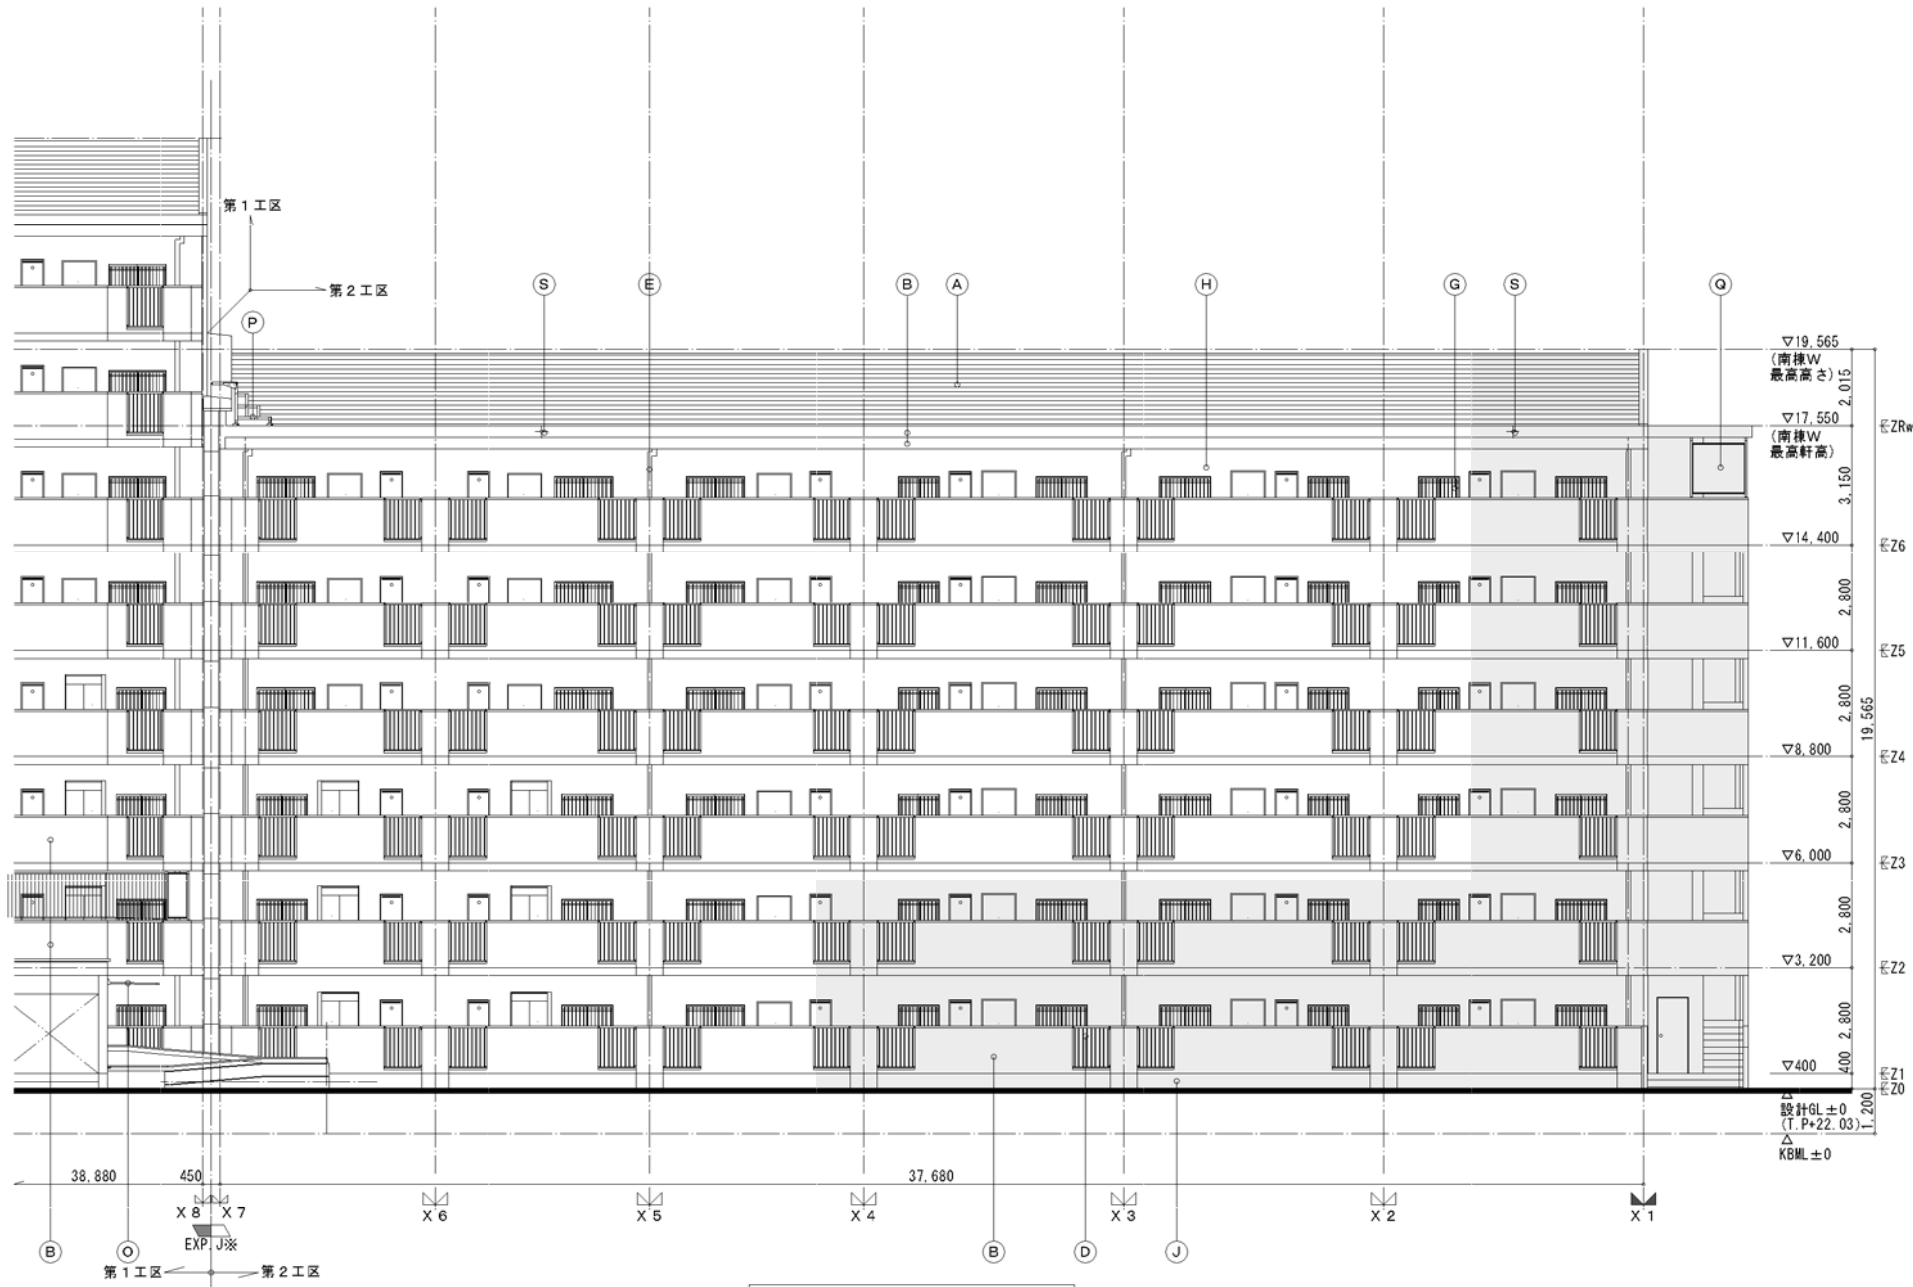 第1工区
第2工区
P
S
E
B
A
H
G
S
Q
▽19,565
(南棟W
最高高さ)
2,015
▽17,550
(南棟W
最高軒高)
ZRw
3,150
▽14,400
Z6
2,800
▽11,600
Z5
2,800
19,565
▽8,800
Z4
2,800
▽6,000
Z3
2,800
▽3,200
Z2
2,800
▽400
400
Z1
Z0
設計GL±0
(T.P+22.03)
1,200
KBML±0
38,880
450
37,680
X8
X7
X6
X5
X4
X3
X2
X1
EXP.J※
B
O
B
D
J
第1工区
第2工区